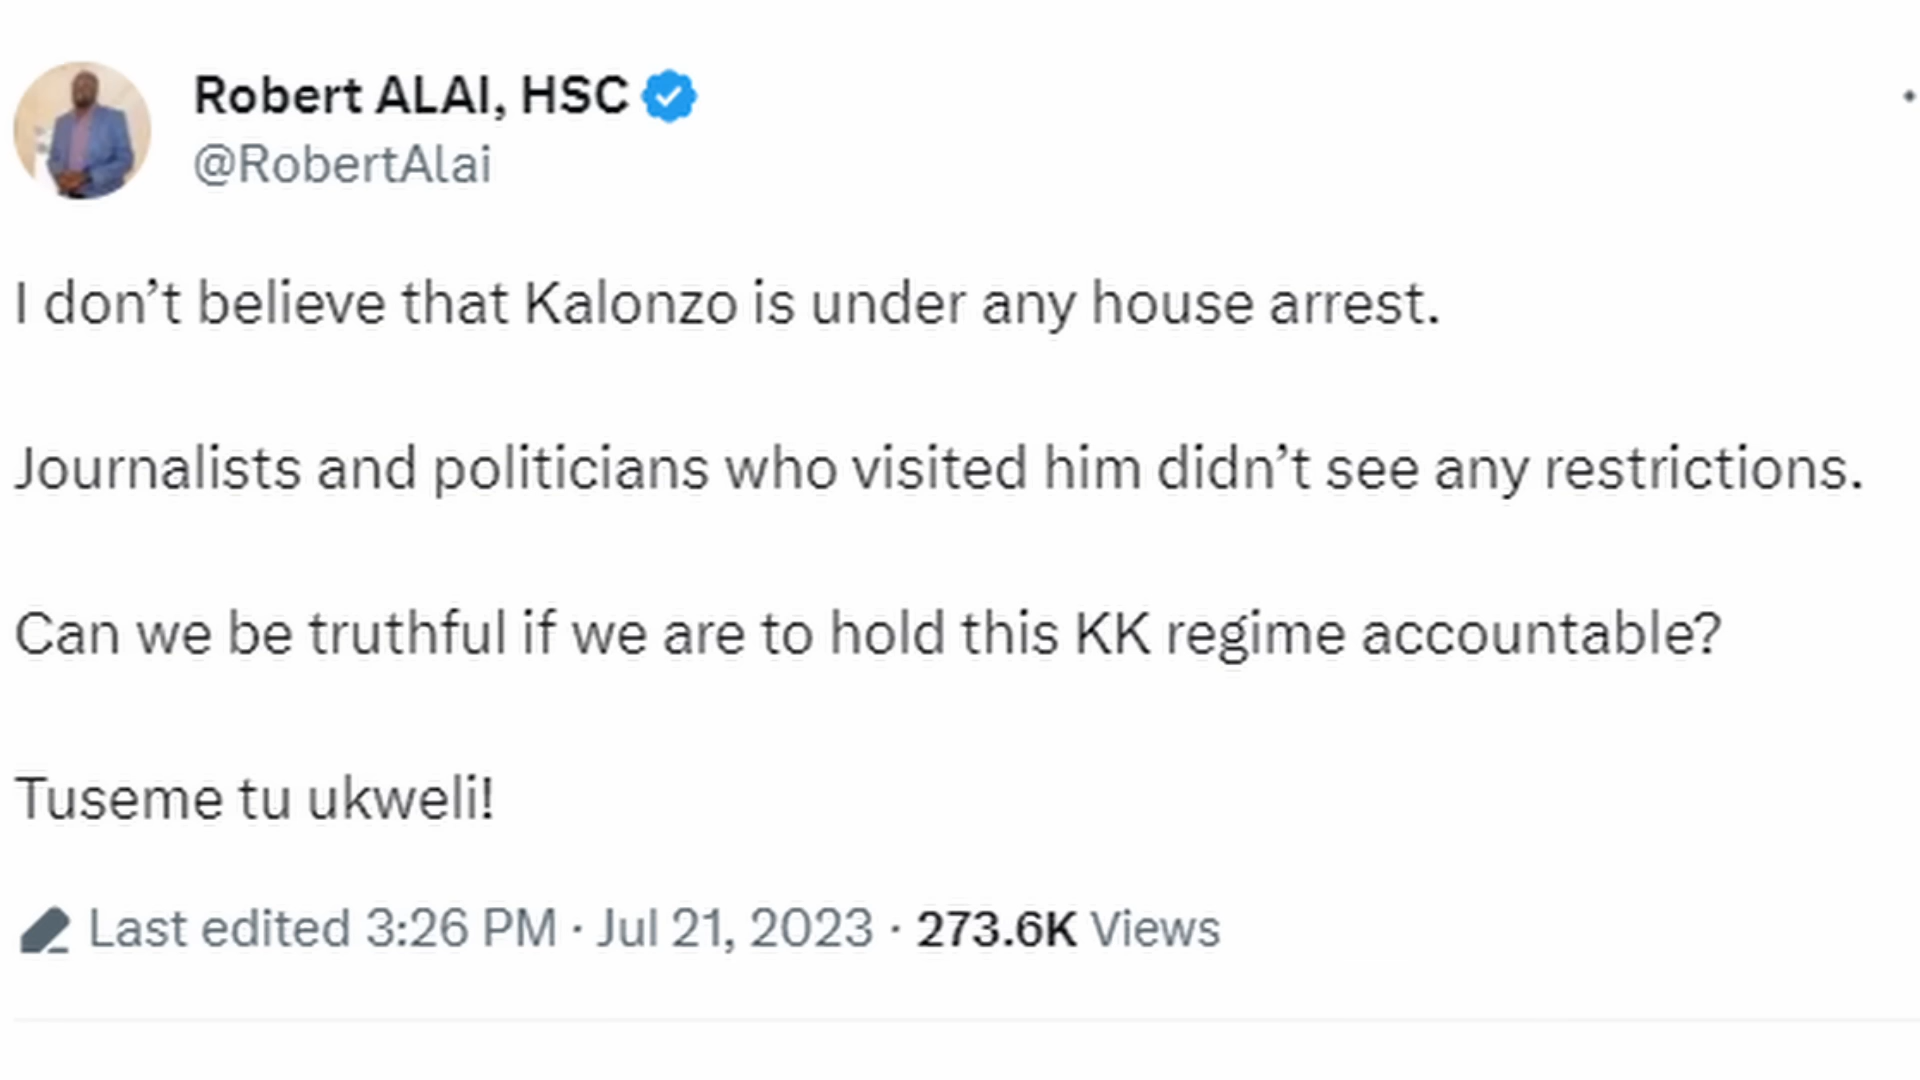 Robert ALAI, HSC
@RobertAlai
I don’t believe that Kalonzo is under any house arrest.
Journalists and politicians who visited him didn’t see any restrictions.
Can we be truthful if we are to hold this KK regime accountable?
Tuseme tu ukweli!
Last edited 3:26 PM · Jul 21, 2023 · 273.6K Views